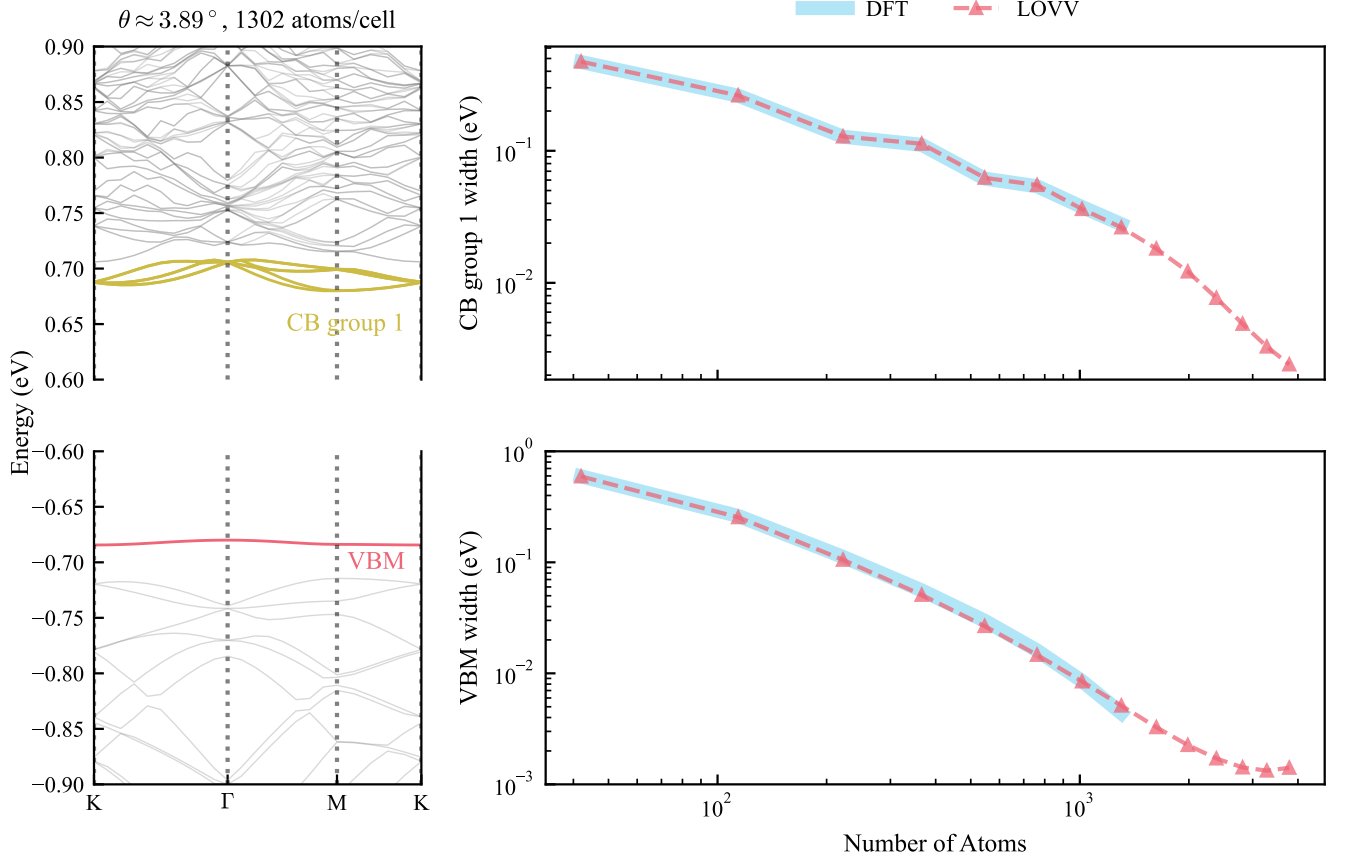 θ ≈ 3.89°, 1302 atoms/cell
DFT
LOVV
0.90
0.85
0.80
0.75
0.70
0.65
0.60
CB group 1
CB group 1 width (eV)
10⁻¹
10⁻²
Energy (eV)
−0.60
−0.65
−0.70
−0.75
−0.80
−0.85
−0.90
VBM
K
Γ
M
K
VBM width (eV)
10⁰
10⁻¹
10⁻²
10⁻³
10²
10³
Number of Atoms